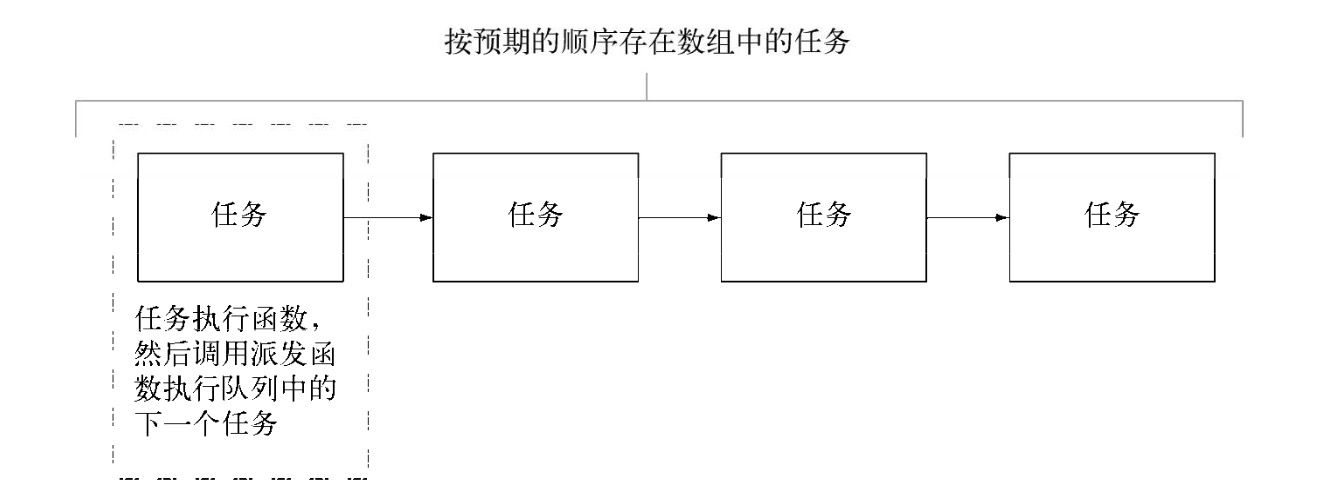 按预期的顺序存在数组中的任务
任务
任务
任务
任务
任务执行函数，
然后调用派发函
数执行队列中的
下一个任务